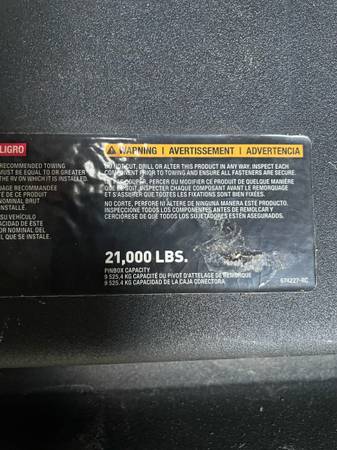 LIGRO
RECOMMENDED TOWING
MUST BE EQUAL TO OR GREATER
THE RV ON WHICH IT IS INSTALLED.
RGE RECOMMANDÉE
TÉ DE CE PRODUIT
NOMINAL BRUT
INSTALLÉ.
SU VEHÍCULO
PACIDAD DE ESTE
OR NOMINAL DEL
L QUE SE INSTALE.
WARNING | AVERTISSEMENT | ADVERTENCIA
DO NOT CUT, DRILL OR ALTER THIS PRODUCT IN ANY WAY. INSPECT EACH
COMPONENT PRIOR TO TOWING AND ENSURE ALL FASTENERS ARE SECURE.
NE PAS COUPER, PERCER OU MODIFIER CE PRODUIT DE QUELQUE MANIÈRE
QUE CE SOIT. INSPECTER CHAQUE COMPOSANT AVANT LE REMORQUAGE
ET S'ASSURER QUE TOUTES LES FIXATIONS SONT BIEN FIXÉES.
NO CORTE, PERFORE NI ALTERE DE NINGUNA MANERA ESTE PRODUCTO.
INSPECCIONE TODOS LOS COMPONENTES ANTES DE REMOLCAR Y
CERCIÓRESE DE QUE TODOS LOS SUJETADORES ESTÉN ASEGURADOS.
21,000 LBS.
PINBOX CAPACITY
9 525.4 KG CAPACITÉ DU PIVOT D'ATTELAGE DE REMORQUE
9 525.4 KG CAPACIDAD DE LA CAJA CONECTORA